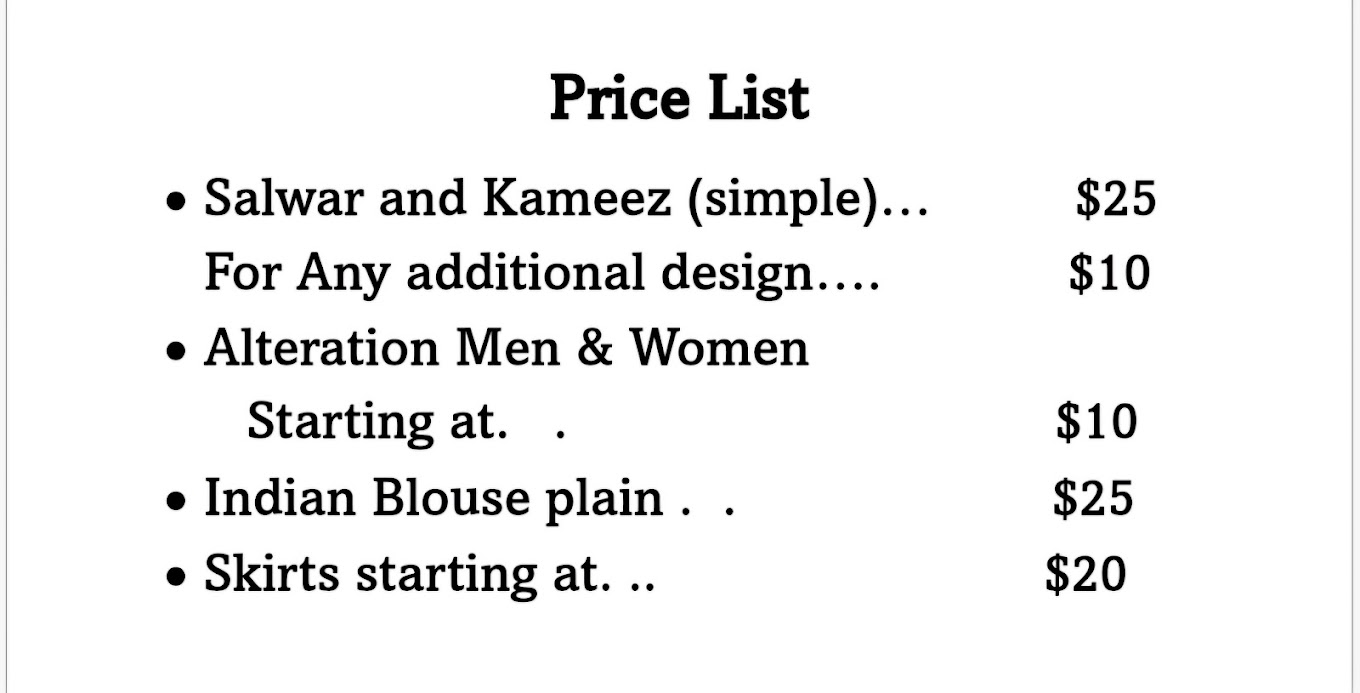 Price List
• Salwar and Kameez (simple)... $25
For Any additional design.... $10
• Alteration Men & Women
Starting at. . $10
• Indian Blouse plain . . $25
• Skirts starting at. .. $20